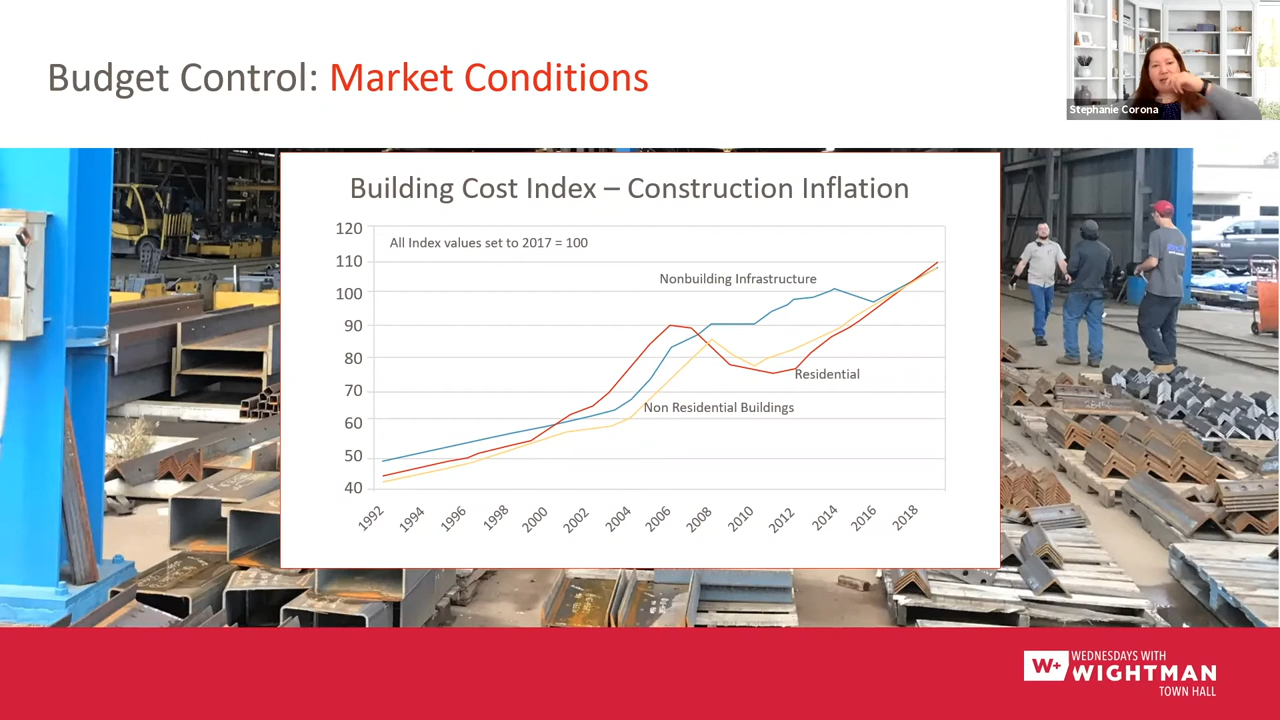 Budget Control: Market Conditions
Stephanie Corona
Building Cost Index – Construction Inflation
120
110
100
90
80
70
60
50
40
All Index values set to 2017 = 100
Nonbuilding Infrastructure
Residential
Non Residential Buildings
1992
1994
1996
1998
2000
2002
2004
2006
2008
2010
2012
2014
2016
2018
W+
WEDNESDAYS WITH
WIGHTMAN
TOWN HALL